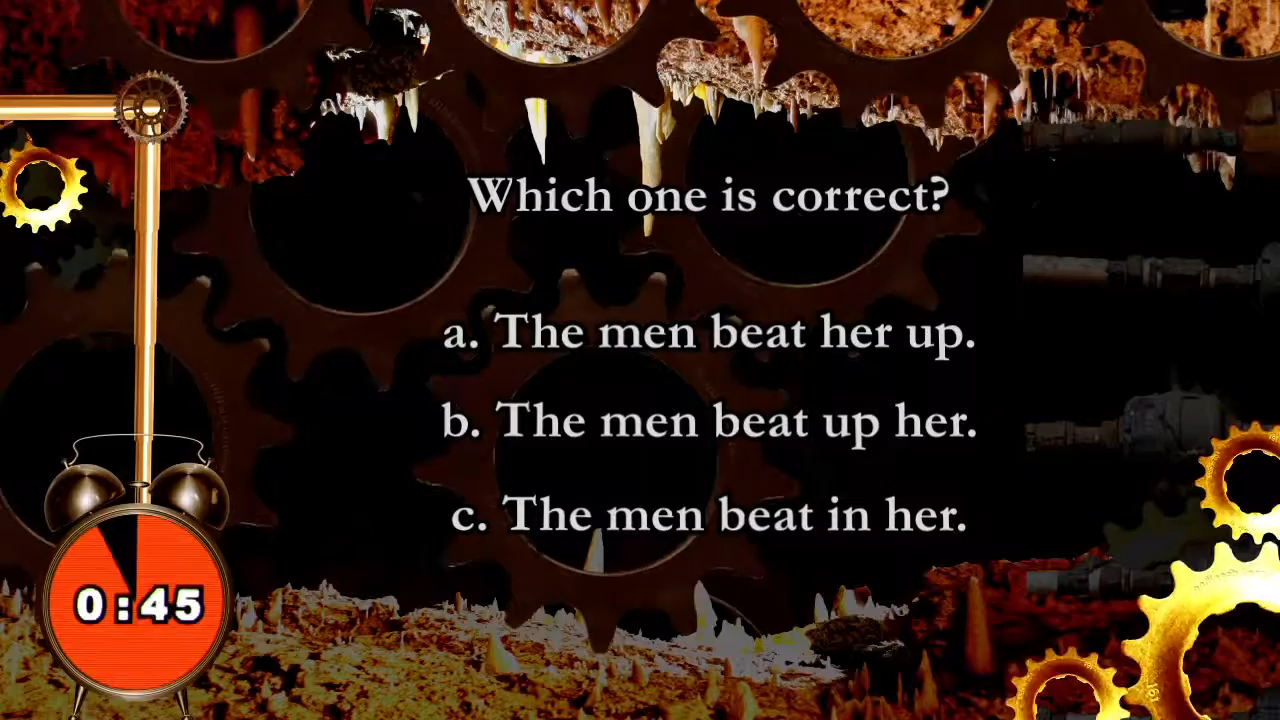 Which one is correct?
a. The men beat her up.
b. The men beat up her.
c. The men beat in her.
0:45